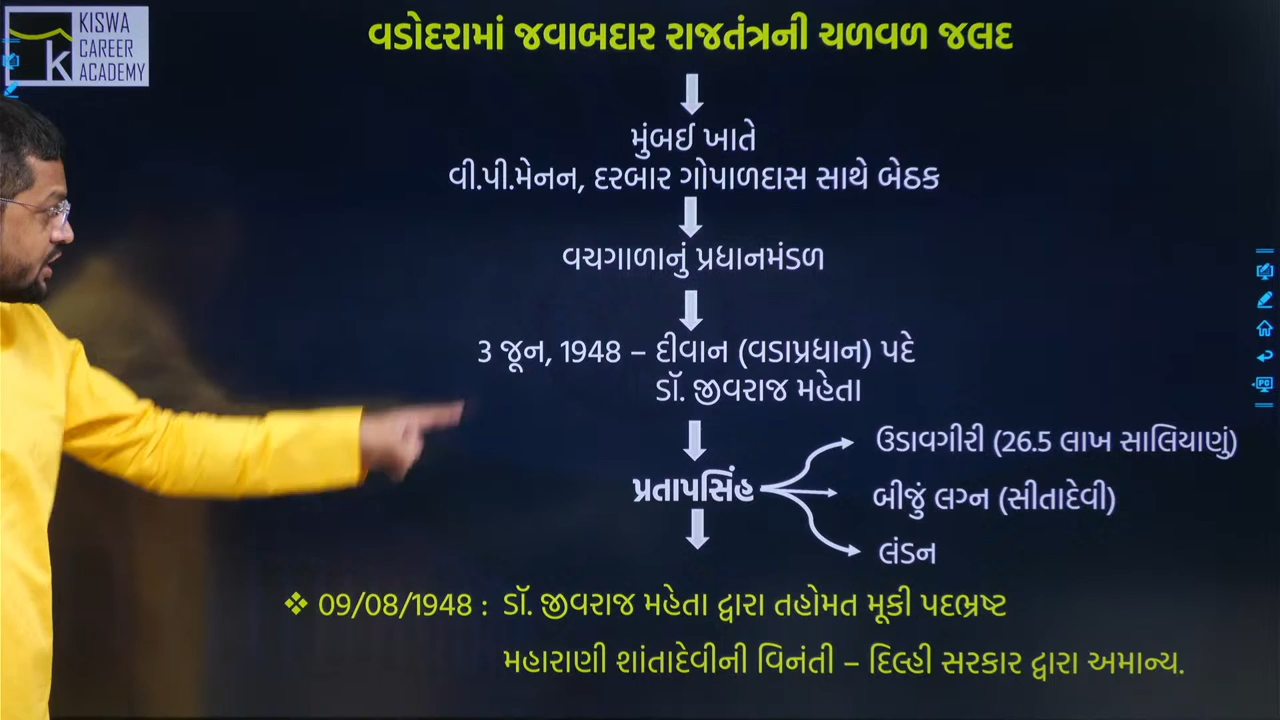 KISWA
CAREER
ACADEMY
k
વડોદરામાં જવાબદાર રાજતંત્રની ચળવળ જલદ
મુંબઈ ખાતે
વી.પી.મેનન, દરબાર ગોપાળદાસ સાથે બેઠક
વચગાળાનું પ્રધાનમંડળ
3 જૂન, 1948 – દીવાન (વડાપ્રધાન) પદે
ડૉ. જીવરાજ મહેતા
પ્રતાપસિંહ
ઉડાવગીરી (26.5 લાખ સાલિયાણું)
બીજું લગ્ન (સીતાદેવી)
લંડન
❖ 09/08/1948 : ડૉ. જીવરાજ મહેતા દ્વારા તહોમત મૂકી પદભ્રષ્ટ
મહારાણી શાંતાદેવીની વિનંતી – દિલ્હી સરકાર દ્વારા અમાન્ય.
PC